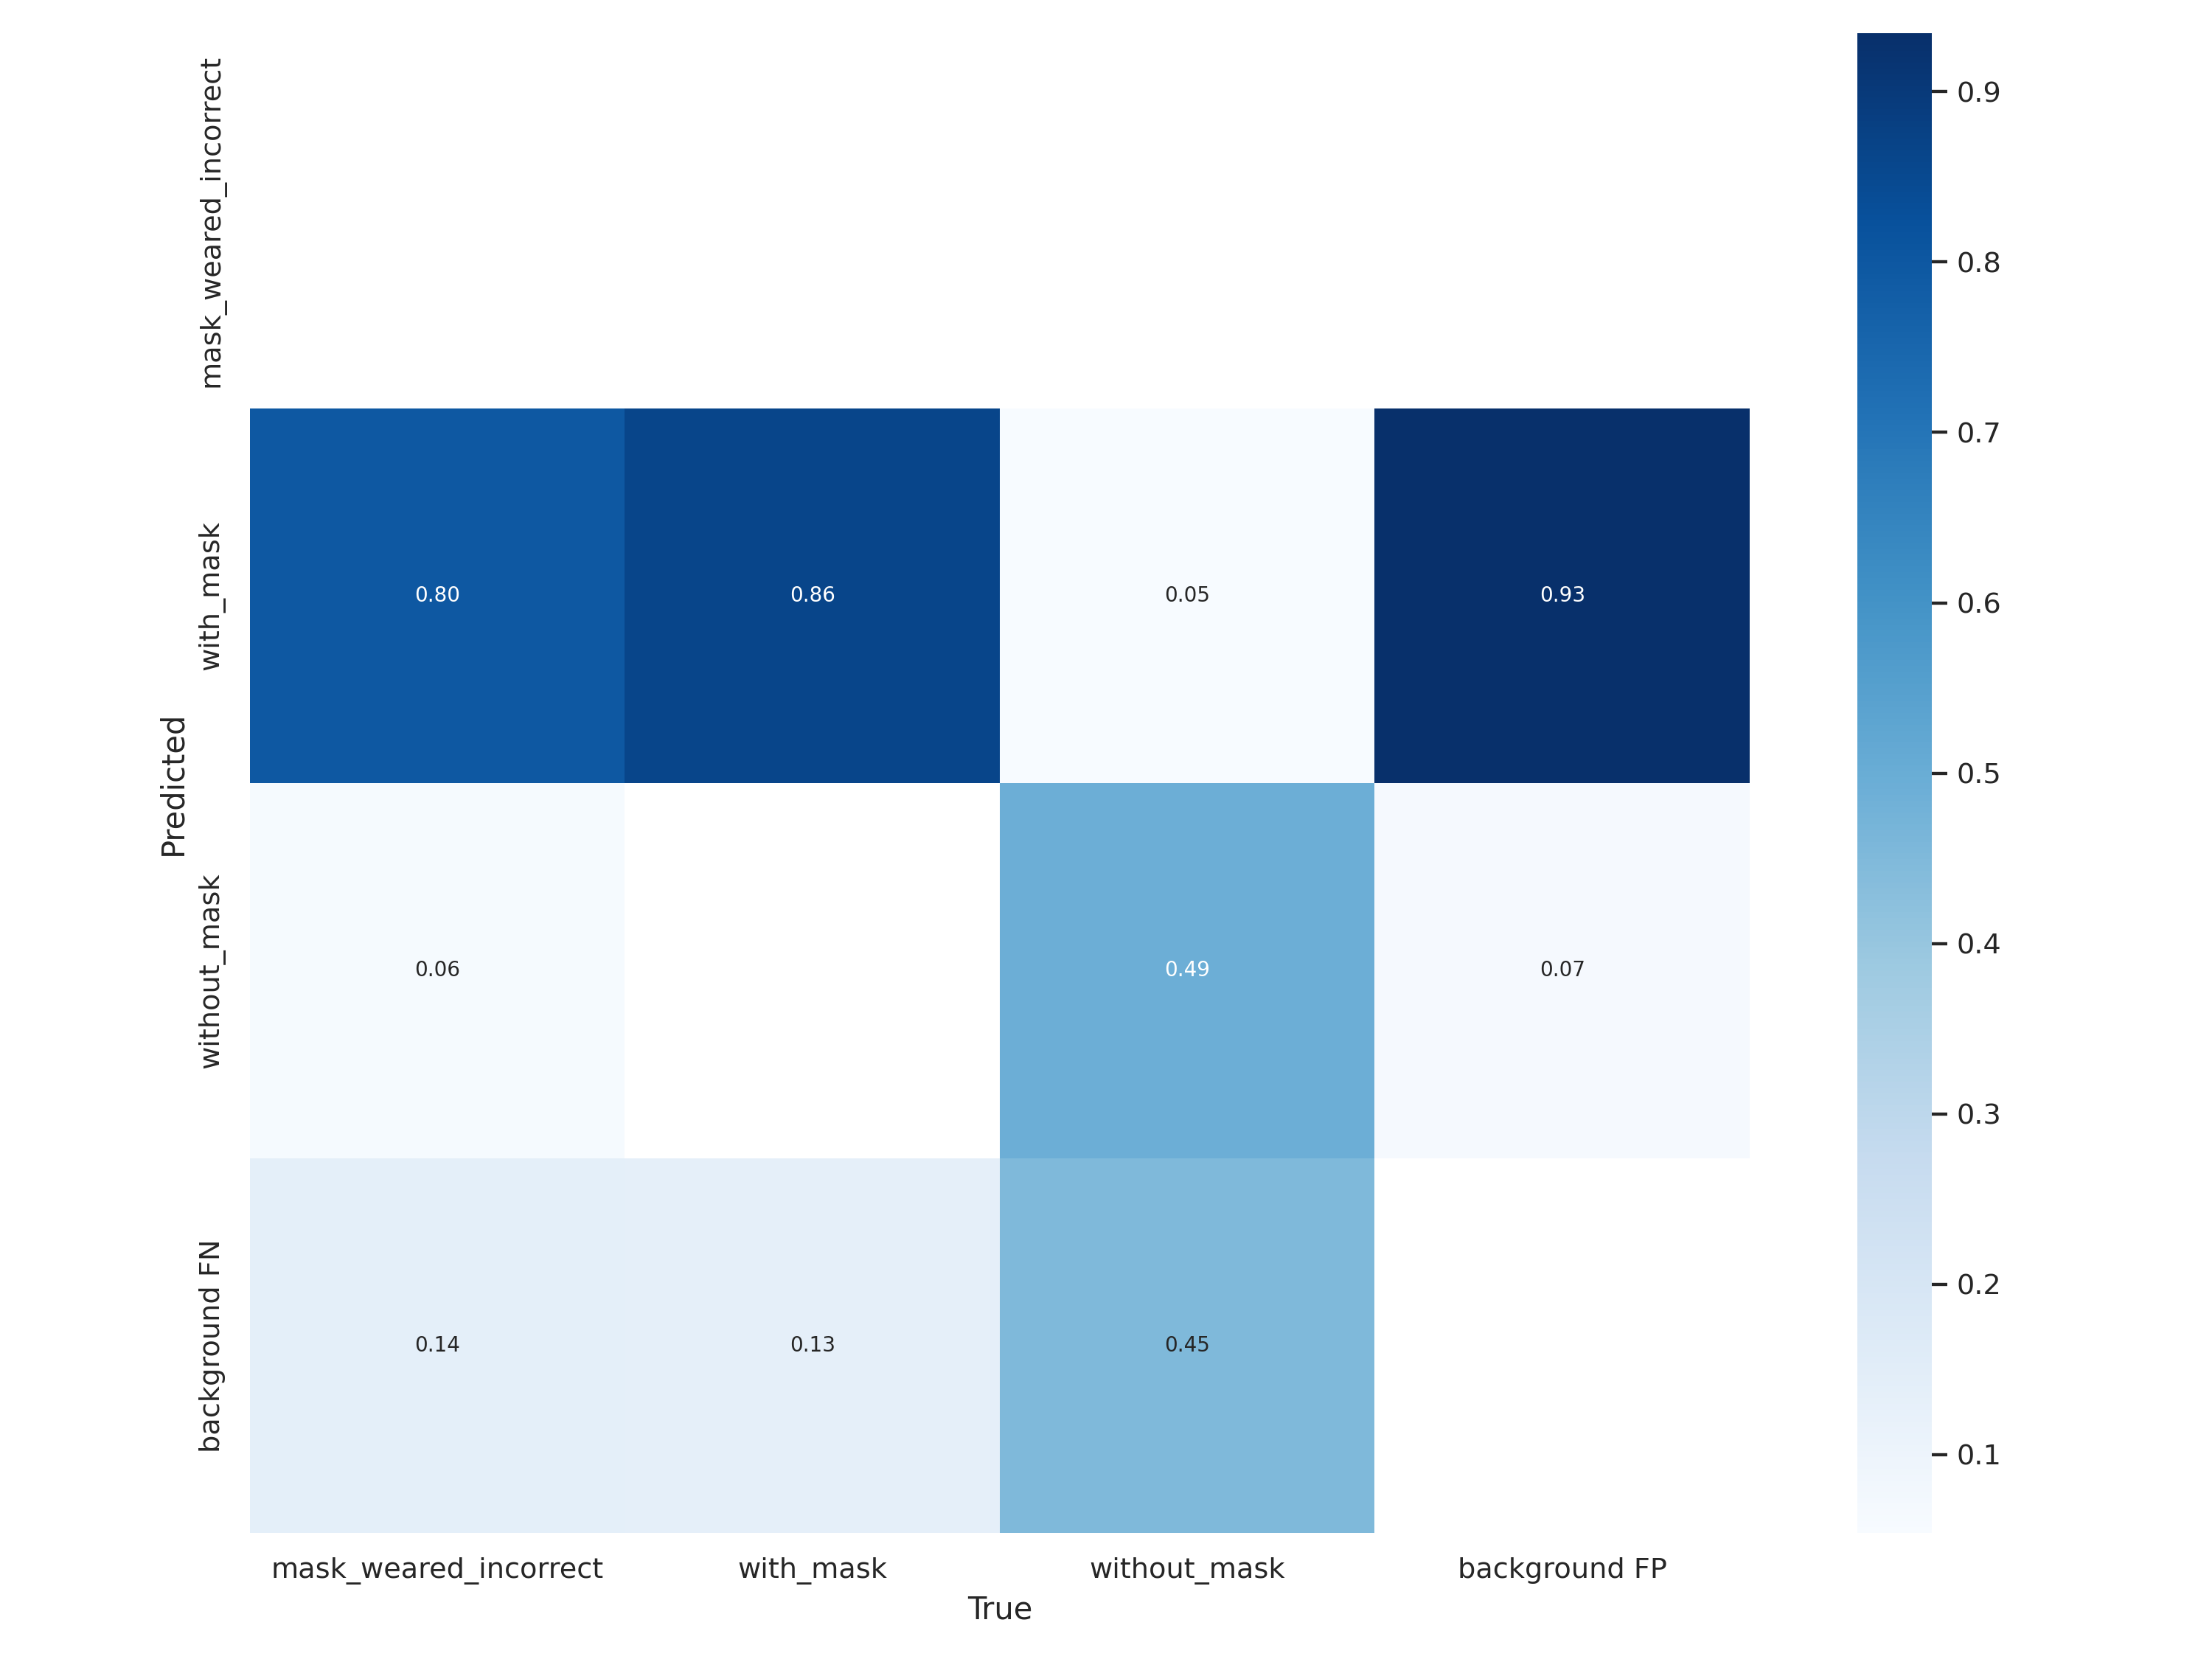 mask_weared_incorrect
with_mask
without_mask
background FN
Predicted
0.80
0.86
0.05
0.93
0.06
0.49
0.07
0.14
0.13
0.45
mask_weared_incorrect
with_mask
without_mask
background FP
True
0.9
0.8
0.7
0.6
0.5
0.4
0.3
0.2
0.1